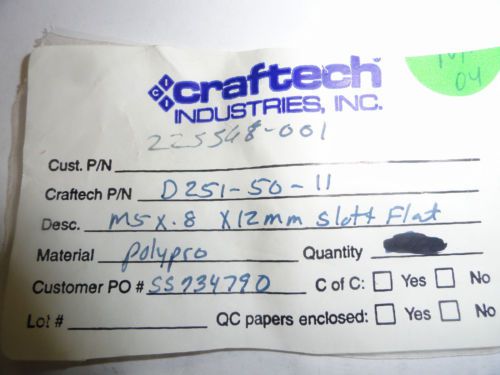 craftech
INDUSTRIES, INC.
225548-001
Cust. P/N
Craftech P/N D251-50-11
Desc. M5 x .8 X12mm Slott Flat
Material polypro Quantity
Customer PO # SS734790 C of C: Yes No
Lot # QC papers enclosed: Yes No
04